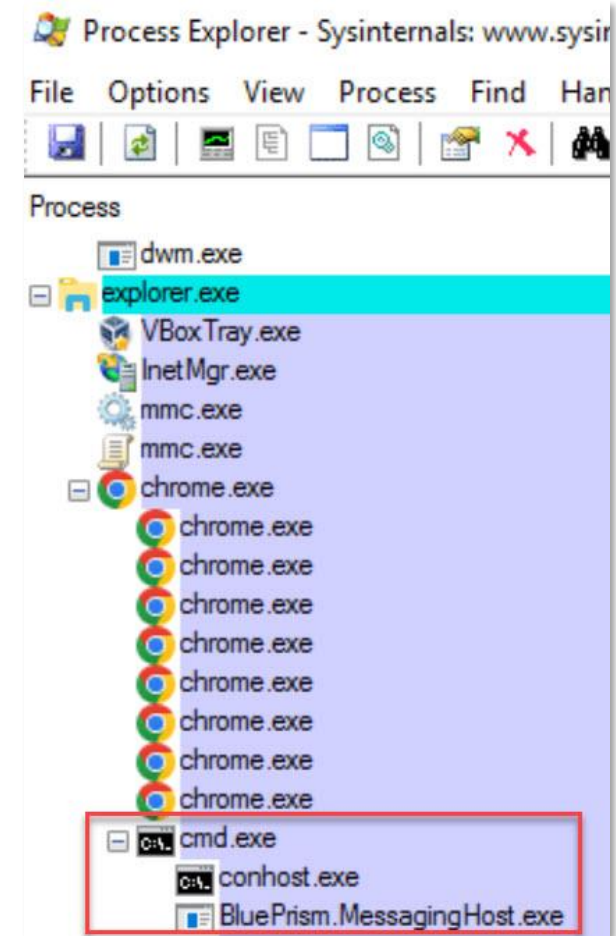 Process Explorer - Sysinternals: www.sysin
File Options View Process Find Han
Process
dwm.exe
explorer.exe
VBoxTray.exe
InetMgr.exe
mmc.exe
mmc.exe
chrome.exe
chrome.exe
chrome.exe
chrome.exe
chrome.exe
chrome.exe
chrome.exe
chrome.exe
chrome.exe
cmd.exe
conhost.exe
BluePrism.MessagingHost.exe